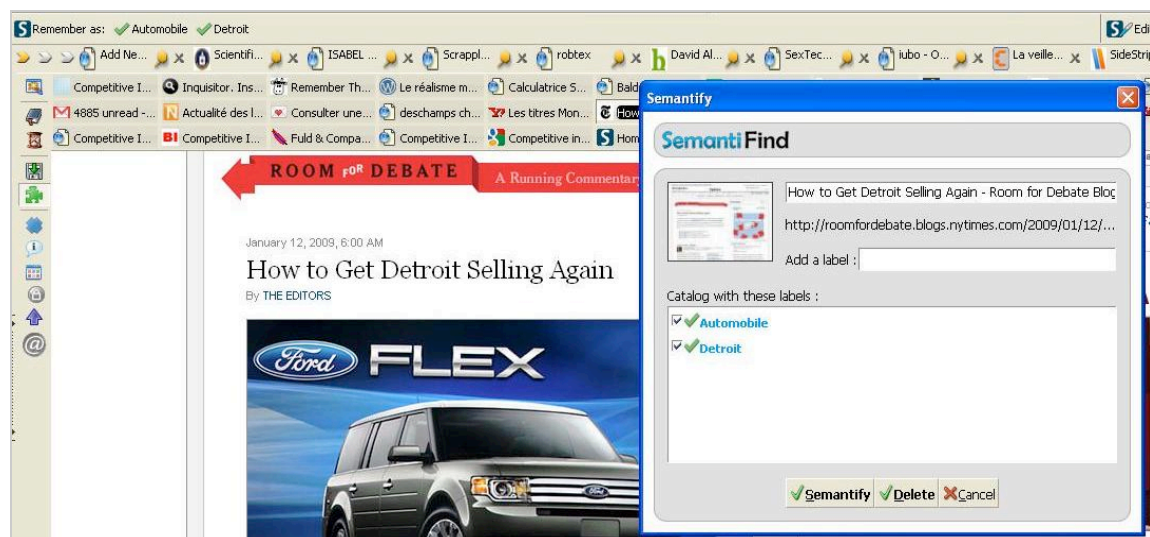 Remember as: Automobile Detroit Edi
Add Ne... Scientifi... ISABEL ... Scrappl... robtex David Al... SexTec... iubo - O... La veille... SideStrip
Competitive I... Inquisitor. Ins... Remember Th... Le réalisme m... Calculatrice S... Bald
4885 unread -... Actualité des l... Consulter une... deschamps ch... Les titres Mon... How
Competitive I... Competitive I... Fuld & Compa... Competitive I... Competitive in... Hom
Semantify
SemantiFind
How to Get Detroit Selling Again - Room for Debate Blog
http://roomfordebate.blogs.nytimes.com/2009/01/12/...
Add a label :
Catalog with these labels :
Automobile
Detroit
Semantify Delete Cancel
ROOM FOR DEBATE
A Running Commentar
January 12, 2009, 6:00 AM
How to Get Detroit Selling Again
By THE EDITORS
Ford FLEX